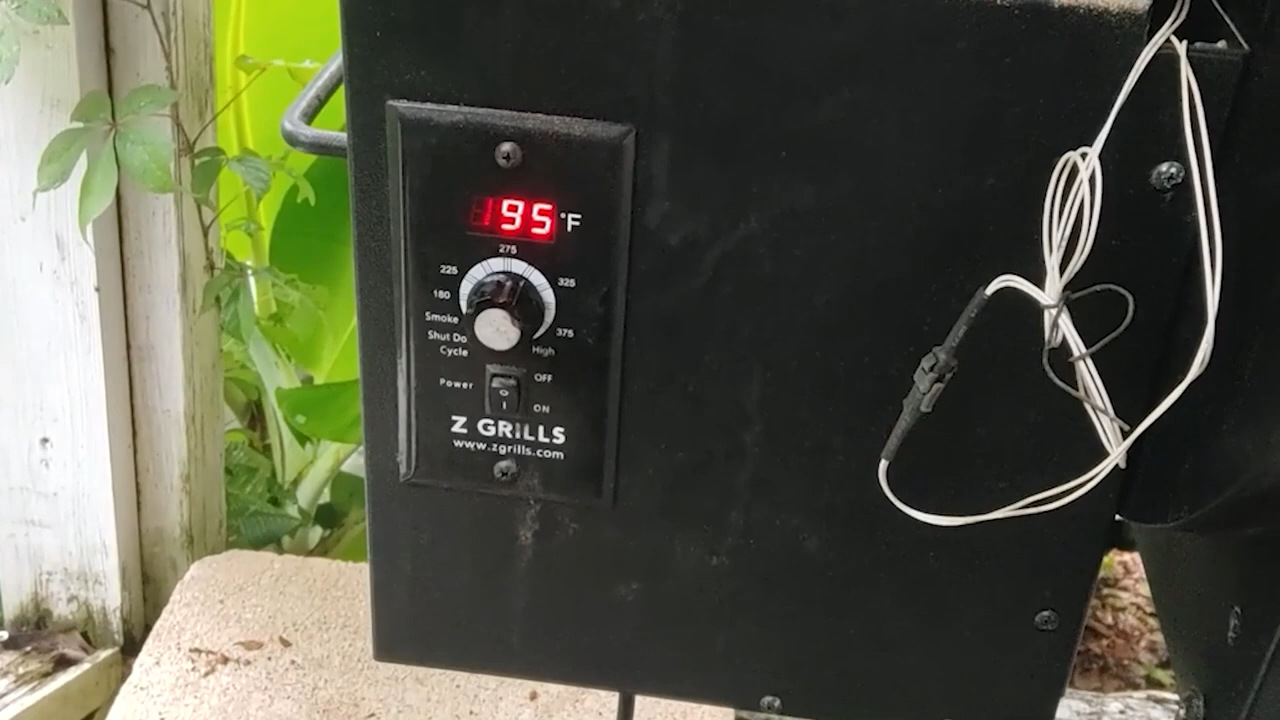 195 °F
275
225
325
180
Smoke
Shut Do
375
Cycle
High
OFF
Power
O
I
ON
Z GRILLS
www.zgrills.com